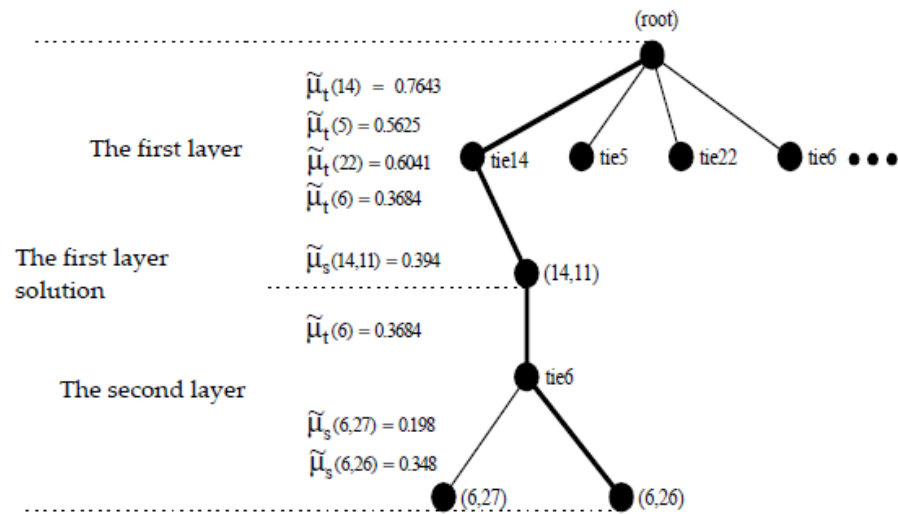 (root)
μ̃t(14) = 0.7643
μ̃t(5) = 0.5625
The first layer
μ̃t(22) = 0.6041
tie14
tie5
tie22
tie6
μ̃t(6) = 0.3684
The first layer
solution
μ̃s(14,11) = 0.394
(14,11)
μ̃t(6) = 0.3684
tie6
The second layer
μ̃s(6,27) = 0.198
μ̃s(6,26) = 0.348
(6,27)
(6,26)